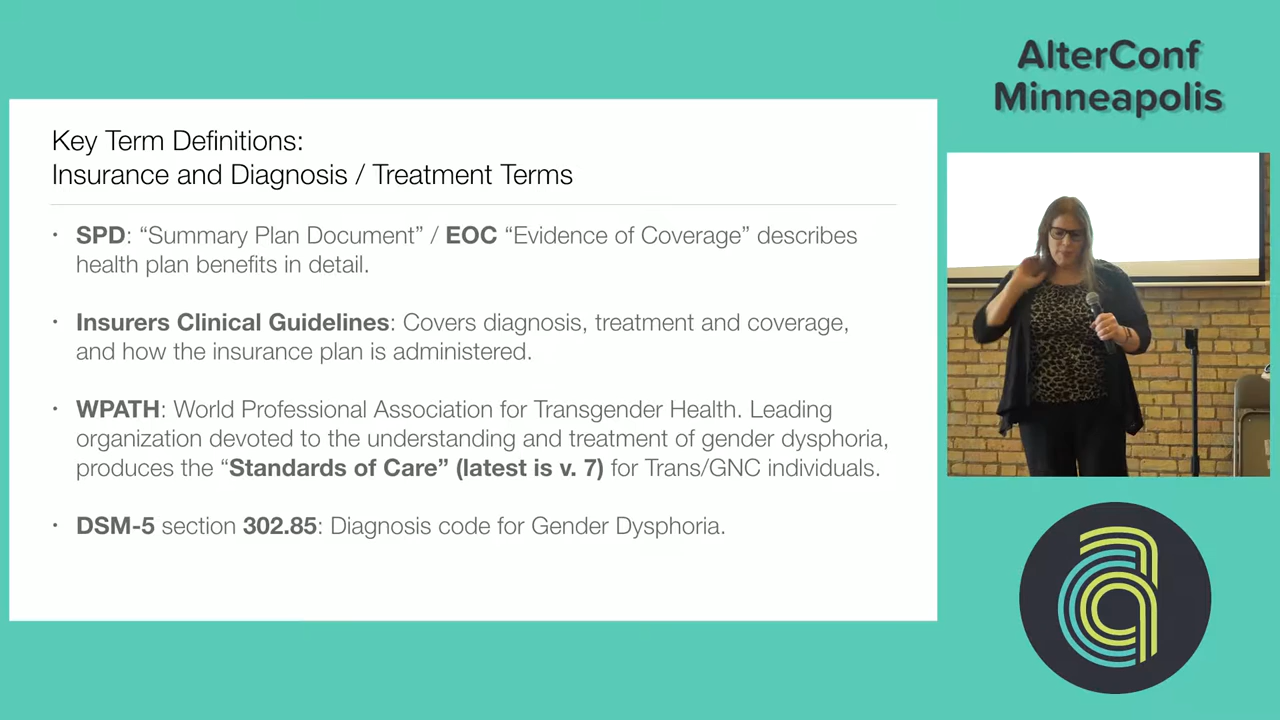 AlterConf
Minneapolis
Key Term Definitions:
Insurance and Diagnosis / Treatment Terms
• SPD: “Summary Plan Document” / EOC “Evidence of Coverage” describes
health plan benefits in detail.
• Insurers Clinical Guidelines: Covers diagnosis, treatment and coverage,
and how the insurance plan is administered.
• WPATH: World Professional Association for Transgender Health. Leading
organization devoted to the understanding and treatment of gender dysphoria,
produces the “Standards of Care” (latest is v. 7) for Trans/GNC individuals.
• DSM-5 section 302.85: Diagnosis code for Gender Dysphoria.